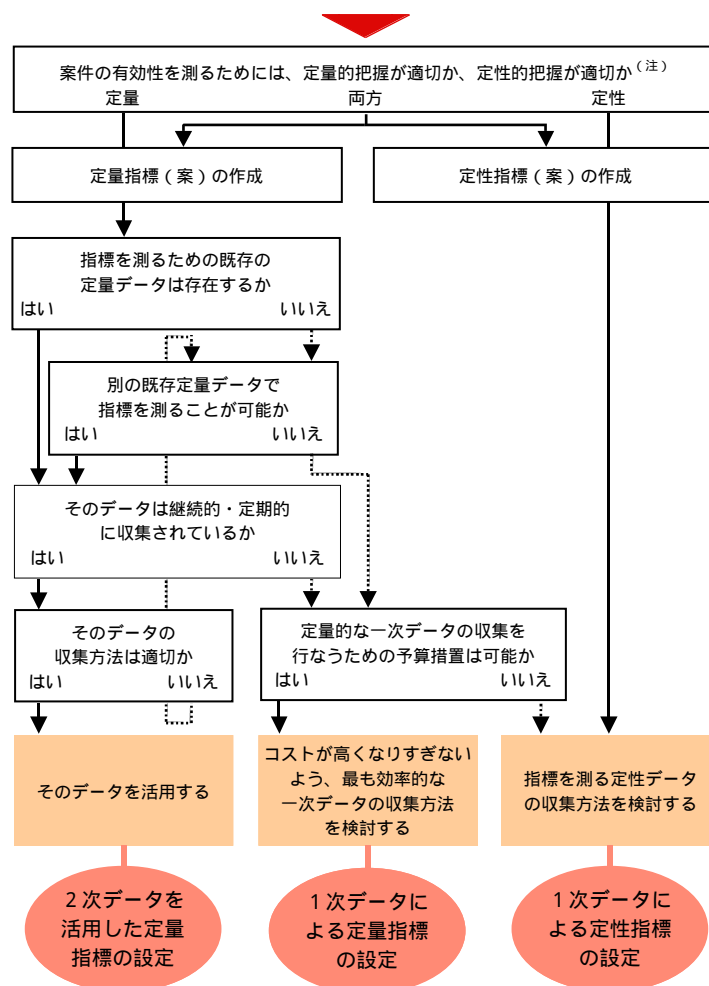 案件の有効性を測るためには、定量的把握が適切か、定性的把握が適切か（注）
定量 両方 定性
定量指標（案）の作成
定性指標（案）の作成
指標を測るための既存の
定量データは存在するか
はい いいえ
別の既存定量データで
指標を測ることが可能か
はい いいえ
そのデータは継続的・定期的
に収集されているか
はい いいえ
そのデータの
収集方法は適切か
はい いいえ
定量的な一次データの収集を
行なうための予算措置は可能か
はい いいえ
そのデータを活用する
コストが高くなりすぎない
よう、最も効率的な
一次データの収集方法
を検討する
指標を測る定性データ
の収集方法を検討する
2次データを
活用した定量
指標の設定
1次データに
よる定量指標
の設定
1次データに
よる定性指標
の設定